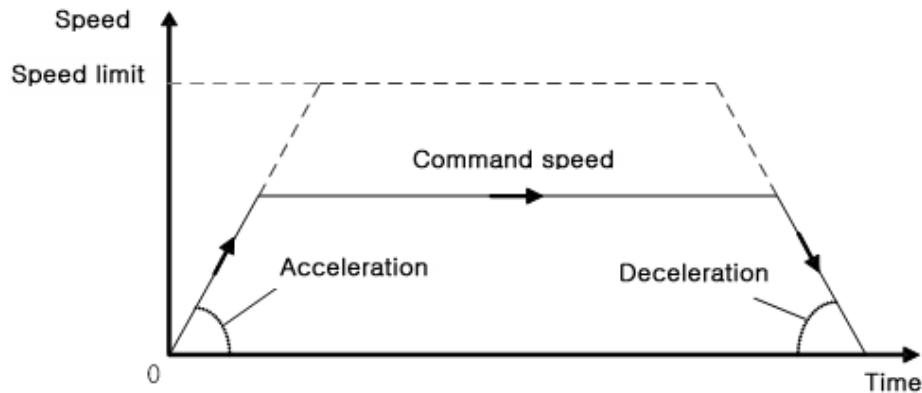 Speed
Speed limit
Command speed
Acceleration
Deceleration
0
Time